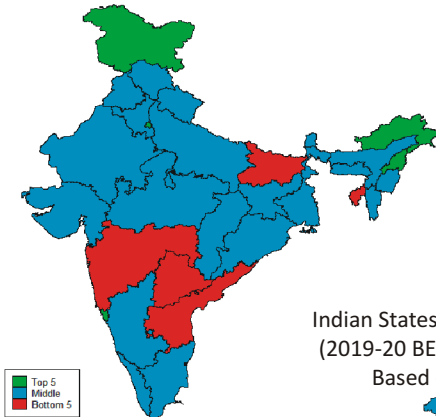 Indian States
(2019-20 BE
Based
Top 5
Middle
Bottom 5